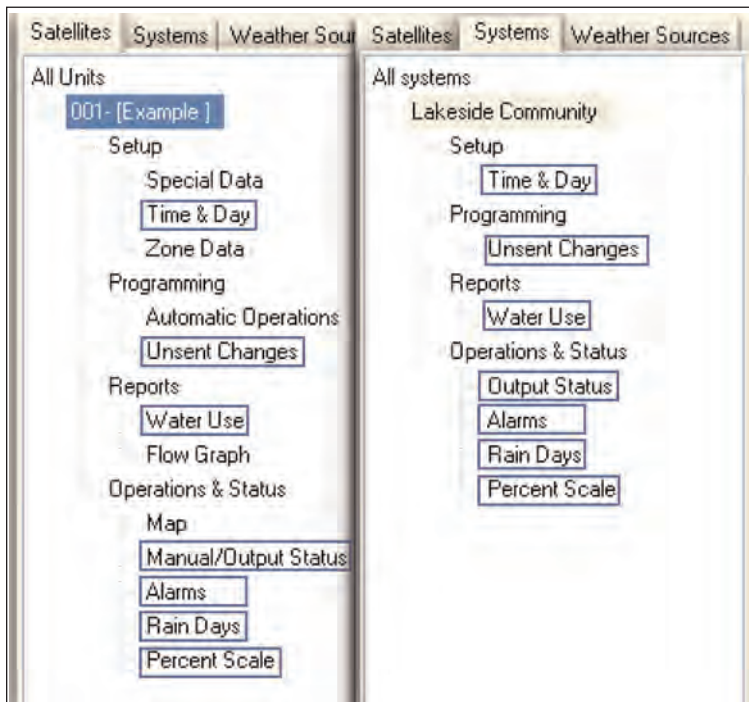 Satellites Systems Weather Sour
All Units
001- [Example ]
Setup
Special Data
Time & Day
Zone Data
Programming
Automatic Operations
Unsent Changes
Reports
Water Use
Flow Graph
Operations & Status
Map
Manual/Output Status
Alarms
Rain Days
Percent Scale
Satellites Systems Weather Sources
All systems
Lakeside Community
Setup
Time & Day
Programming
Unsent Changes
Reports
Water Use
Operations & Status
Output Status
Alarms
Rain Days
Percent Scale